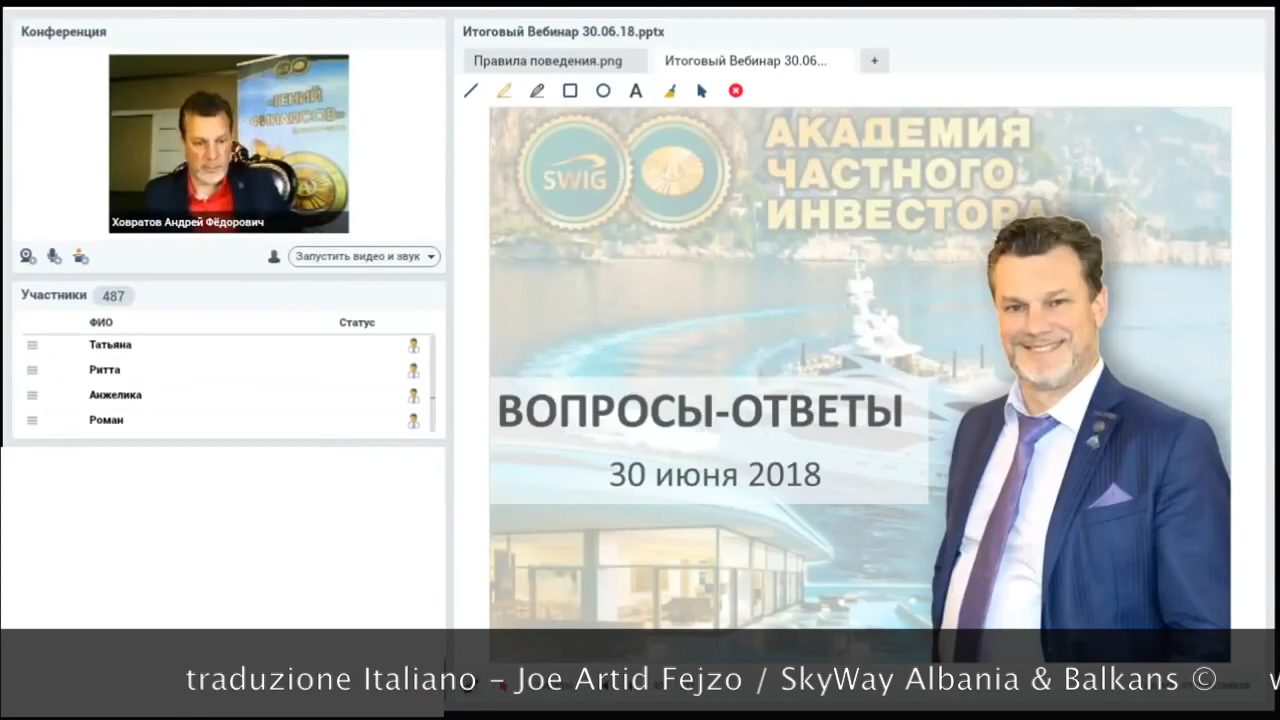 Конференция
Ховратов Андрей Фёдорович
Запустить видео и звук
Участники 487
ФИО Статус
Татьяна
Ритта
Анжелика
Роман
Итоговый Вебинар 30.06.18.pptx
Правила поведения.png Итоговый Вебинар 30.06... +
A
SWIG
АКАДЕМИЯ
ЧАСТНОГО
ИНВЕСТОРА
ВОПРОСЫ-ОТВЕТЫ
30 июня 2018
«ГЕНИЙ
ФИНАНСОВ»
traduzione Italiano – Joe Artid Fejzo / SkyWay Albania & Balkans ©